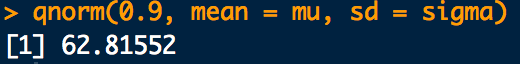 > qnorm(0.9, mean = mu, sd = sigma)
[1] 62.81552